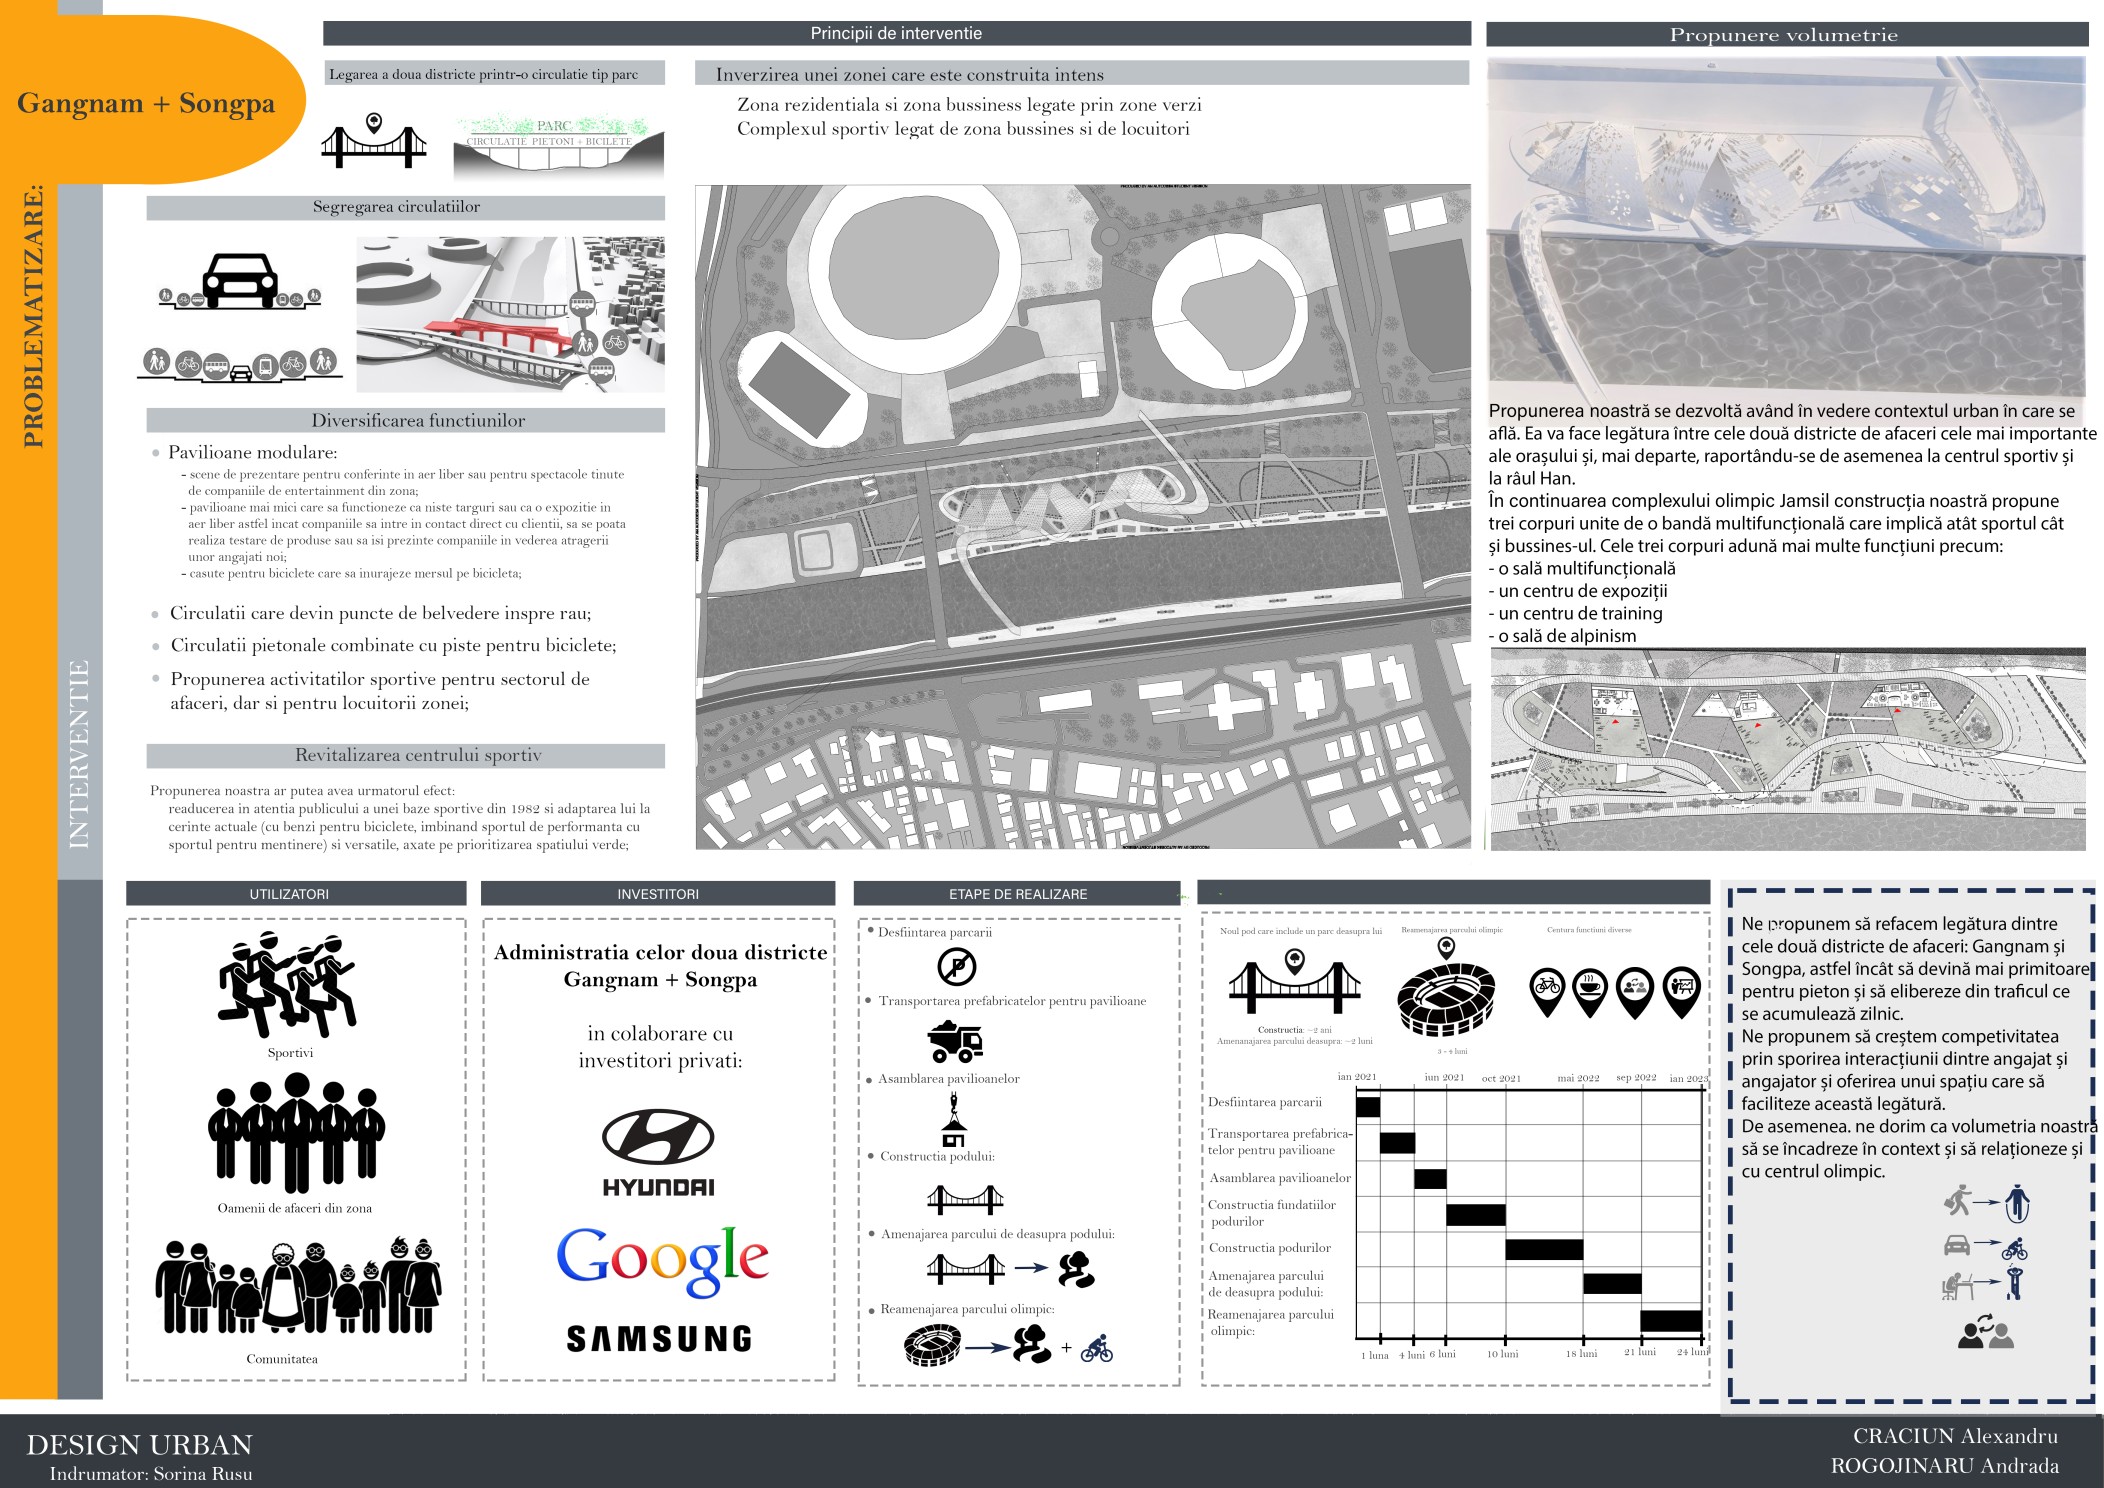 Gangnam + Songpa
PROBLEMATIZARE:
INTERVENTIE
Principii de interventie
Legarea a doua districte printr-o circulatie tip parc
PARC
CIRCULATIE PIETONI + BICILETE
Segregarea circulatiilor
Diversificarea functiunilor
Pavilioane modulare:
- scene de prezentare pentru conferinte in aer liber sau pentru spectacole tinute
de companiile de entertainment din zona;
- pavilioane mai mici care sa functioneze ca niste targuri sau ca o expozitie in
aer liber astfel incat companiile sa intre in contact direct cu clientii, sa se poata
realiza testare de produse sau sa isi prezinte companiile in vederea atragerii
unor angajati noi;
- casute pentru biciclete care sa inurajeze mersul pe bicicleta;
Circulatii care devin puncte de belvedere inspre rau;
Circulatii pietonale combinate cu piste pentru biciclete;
Propunerea activitatilor sportive pentru sectorul de
afaceri, dar si pentru locuitorii zonei;
Revitalizarea centrului sportiv
Propunerea noastra ar putea avea urmatorul efect:
readucerea in atentia publicului a unei baze sportive din 1982 si adaptarea lui la
cerinte actuale (cu benzi pentru biciclete, imbinand sportul de performanta cu
sportul pentru mentinere) si versatile, axate pe prioritizarea spatiului verde;
Inverzirea unei zonei care este construita intens
Zona rezidentiala si zona bussiness legate prin zone verzi
Complexul sportiv legat de zona bussines si de locuitori
PRODUCED BY AN AUTODESK STUDENT VERSION
PRODUCED BY AN AUTODESK STUDENT VERSION
PRODUCED BY AN AUTODESK STUDENT VERSION
Propunere volumetrie
Propunerea noastră se dezvoltă având în vedere contextul urban în care se
află. Ea va face legătura între cele două districte de afaceri cele mai importante
ale orașului și, mai departe, raportându-se de asemenea la centrul sportiv și
la râul Han.
În continuarea complexului olimpic Jamsil construcția noastră propune
trei corpuri unite de o bandă multifuncțională care implică atât sportul cât
și bussines-ul. Cele trei corpuri adună mai multe funcțiuni precum:
- o sală multifuncțională
- un centru de expoziții
- un centru de training
- o sală de alpinism
UTILIZATORI
Sportivi
Oamenii de afaceri din zona
Comunitatea
INVESTITORI
Administratia celor doua districte
Gangnam + Songpa
in colaborare cu
investitori privati:
HYUNDAI
Google
SAMSUNG
ETAPE DE REALIZARE
Desfiintarea parcarii
P
Transportarea prefabricatelor pentru pavilioane
Asamblarea pavilioanelor
Constructia podului:
Amenajarea parcului de deasupra podului:
Reamenajarea parcului olimpic:
+
Noul pod care include un parc deasupra lui
Reamenajarea parcului olimpic
Centura functiuni diverse
Constructia: ~2 ani
Amenanajarea parcului deasupra: ~2 luni
3 - 4 luni
ian 2021 iun 2021 oct 2021 mai 2022 sep 2022 ian 2023
Desfiintarea parcarii
Transportarea prefabrica-
telor pentru pavilioane
Asamblarea pavilioanelor
Constructia fundatiilor
podurilor
Constructia podurilor
Amenajarea parcului
de deasupra podului:
Reamenajarea parcului
olimpic:
1 luna 4 luni 6 luni 10 luni 18 luni 21 luni 24 luni
Ne propunem să refacem legătura dintre
cele două districte de afaceri: Gangnam și
Songpa, astfel încât să devină mai primitoare
pentru pieton și să elibereze din traficul ce
se acumulează zilnic.
Ne propunem să creștem competivitatea
prin sporirea interacțiunii dintre angajat și
angajator și oferirea unui spațiu care să
faciliteze această legătură.
De asemenea. ne dorim ca volumetria noastră
să se încadreze în context și să relaționeze și
cu centrul olimpic.
DESIGN URBAN
Indrumator: Sorina Rusu
CRACIUN Alexandru
ROGOJINARU Andrada